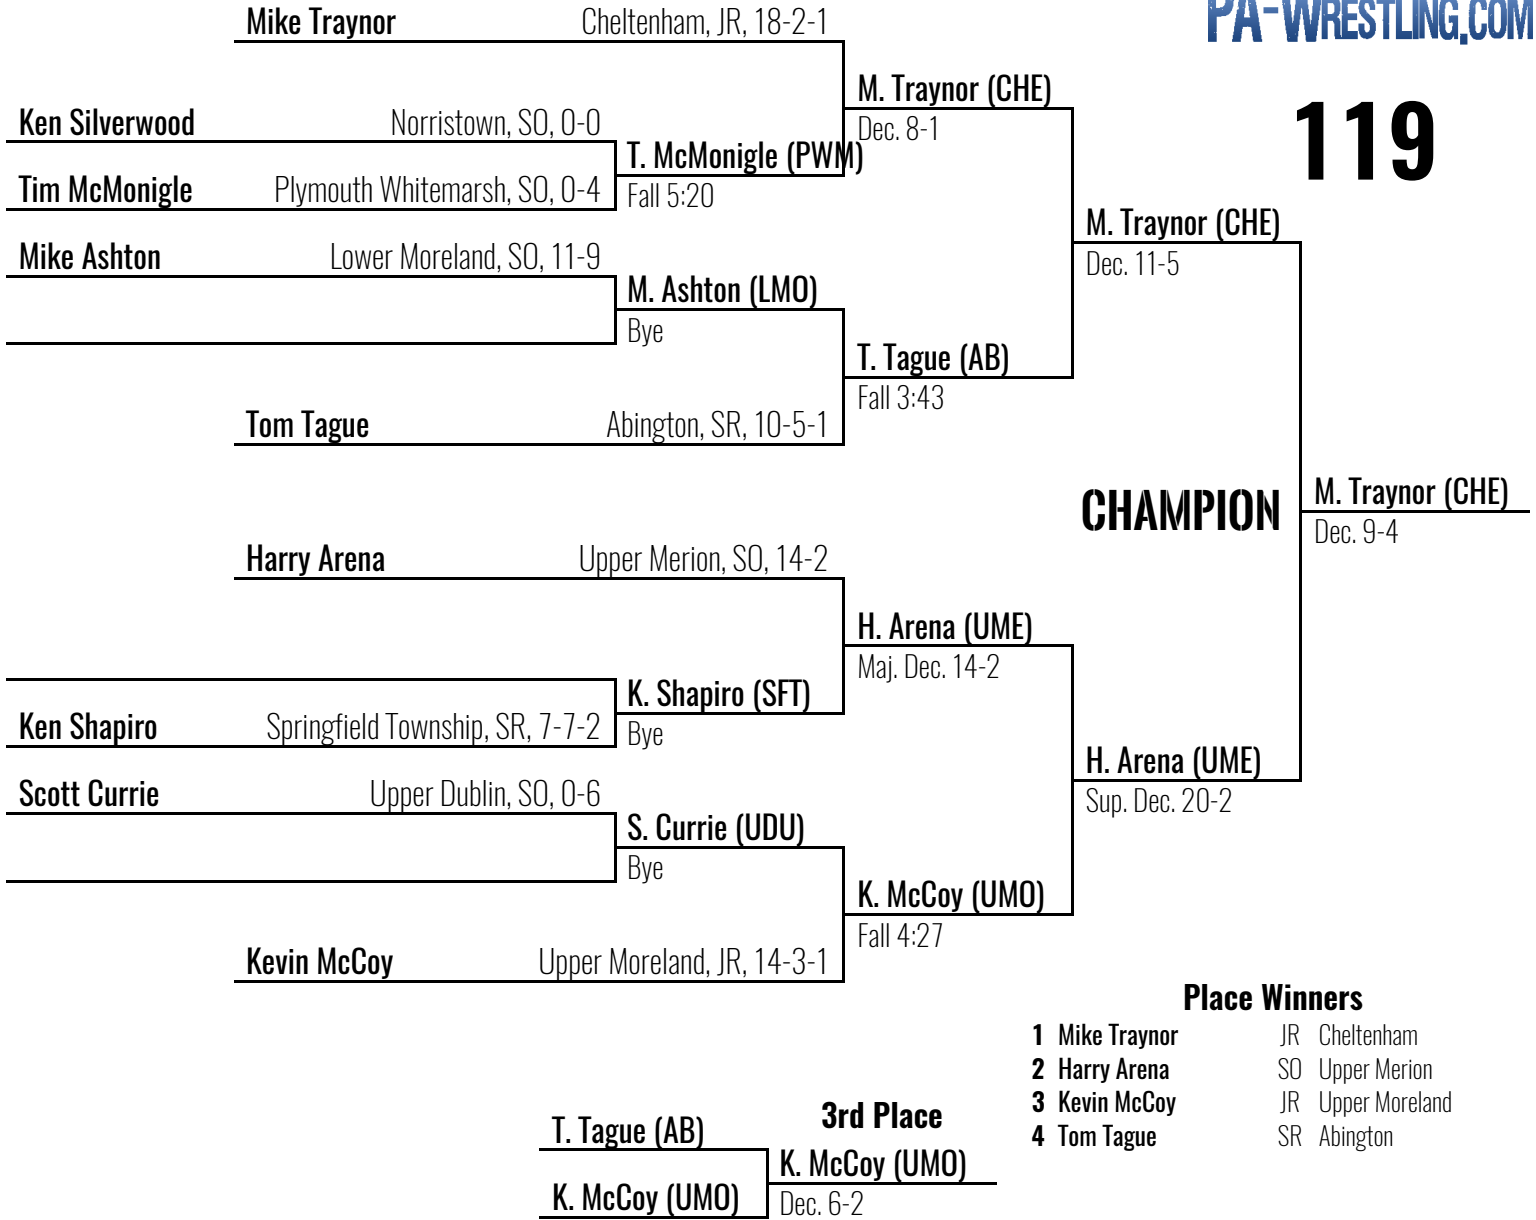 PA-WRESTLING.COM
119
Mike Traynor Cheltenham, JR, 18-2-1
M. Traynor (CHE)
Dec. 8-1
Ken Silverwood Norristown, SO, 0-0
T. McMonigle (PWM)
Fall 5:20
Tim McMonigle Plymouth Whitemarsh, SO, 0-4
M. Traynor (CHE)
Dec. 11-5
Mike Ashton Lower Moreland, SO, 11-9
M. Ashton (LMO)
Bye
T. Tague (AB)
Fall 3:43
Tom Tague Abington, SR, 10-5-1
CHAMPION
M. Traynor (CHE)
Dec. 9-4
Harry Arena Upper Merion, SO, 14-2
H. Arena (UME)
Maj. Dec. 14-2
K. Shapiro (SFT)
Bye
Ken Shapiro Springfield Township, SR, 7-7-2
H. Arena (UME)
Sup. Dec. 20-2
Scott Currie Upper Dublin, SO, 0-6
S. Currie (UDU)
Bye
K. McCoy (UMO)
Fall 4:27
Kevin McCoy Upper Moreland, JR, 14-3-1
Place Winners
1 Mike Traynor JR Cheltenham
2 Harry Arena SO Upper Merion
3 Kevin McCoy JR Upper Moreland
4 Tom Tague SR Abington
3rd Place
T. Tague (AB)
K. McCoy (UMO)
Dec. 6-2
K. McCoy (UMO)